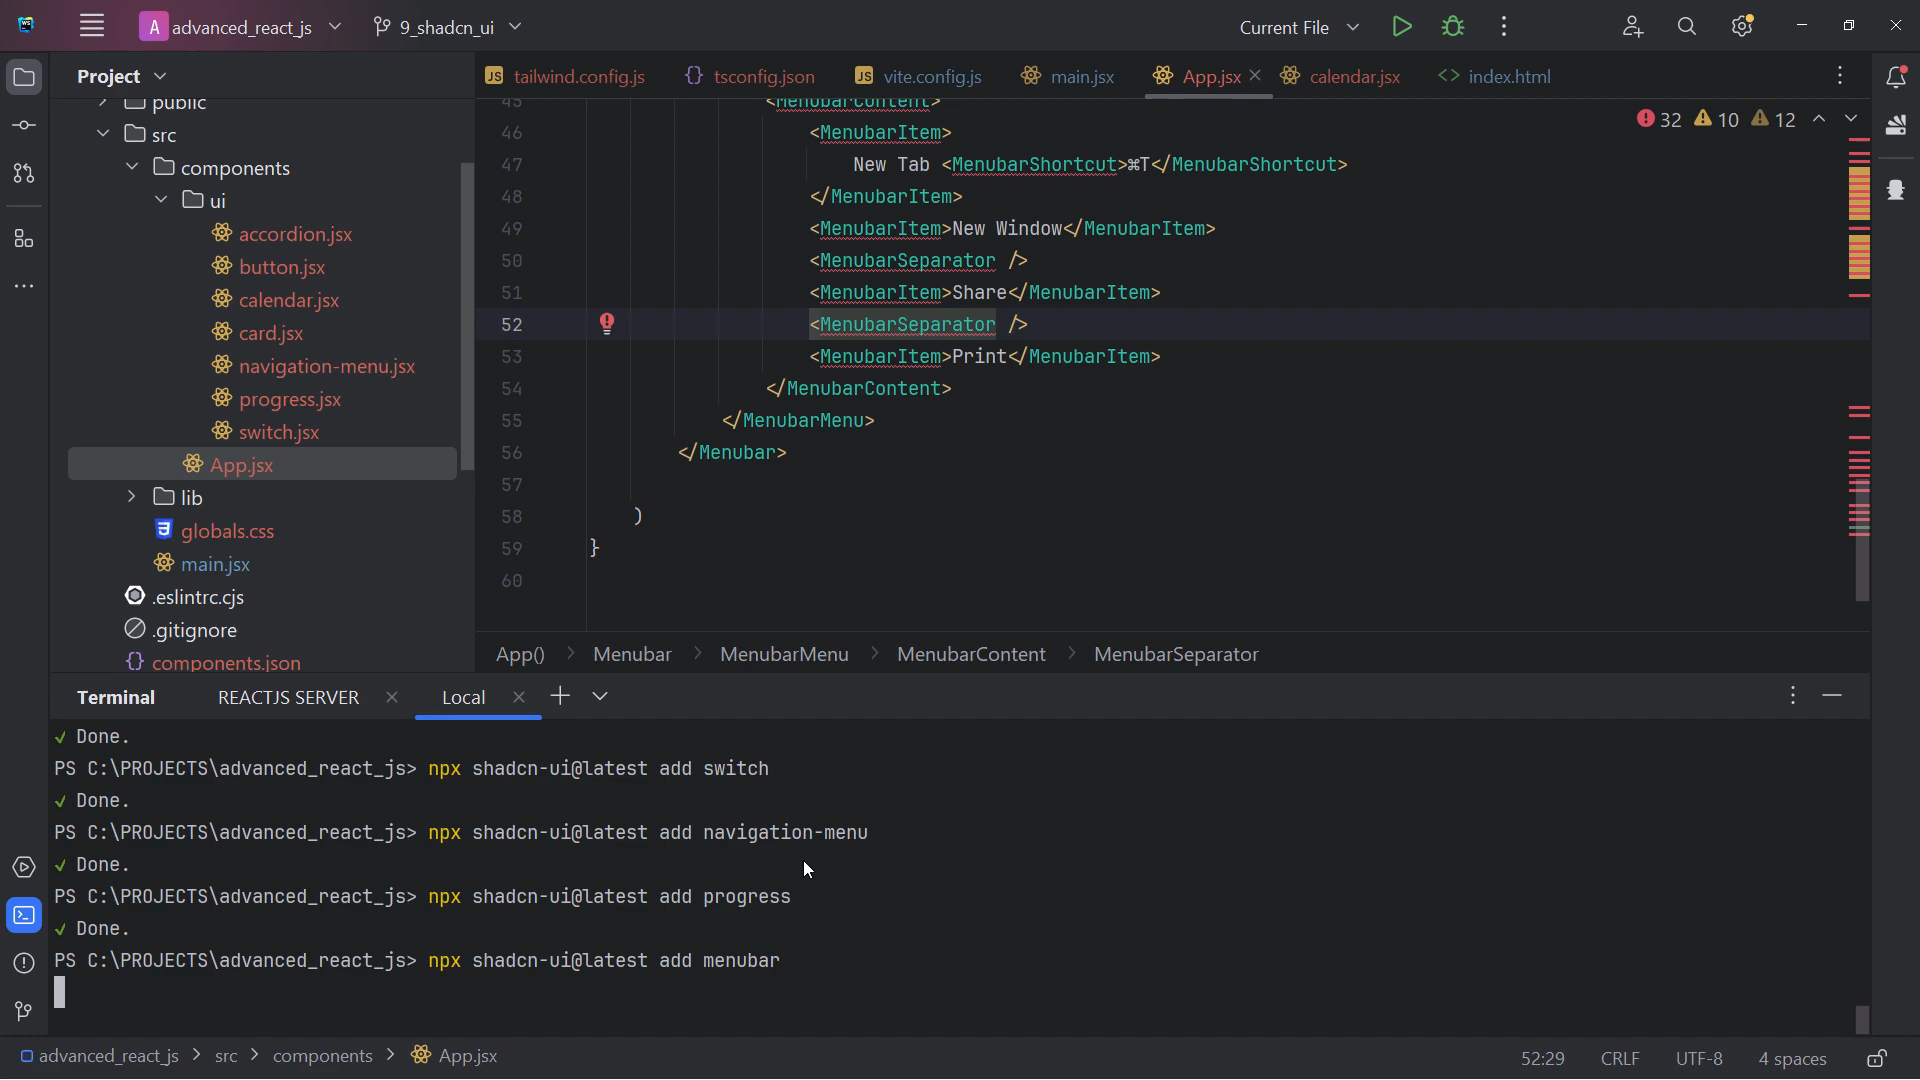 WS
A advanced_react_js
9_shadcn_ui
Current File
Project
JS tailwind.config.js
{} tsconfig.json
JS vite.config.js
main.jsx
App.jsx
calendar.jsx
<> index.html
public
src
components
ui
accordion.jsx
button.jsx
calendar.jsx
card.jsx
navigation-menu.jsx
progress.jsx
switch.jsx
App.jsx
lib
globals.css
main.jsx
.eslintrc.cjs
.gitignore
{} components.json
32 10 12
45 <MenubarContent>
46 <MenubarItem>
47 New Tab <MenubarShortcut>⌘T</MenubarShortcut>
48 </MenubarItem>
49 <MenubarItem>New Window</MenubarItem>
50 <MenubarSeparator />
51 <MenubarItem>Share</MenubarItem>
52 <MenubarSeparator />
53 <MenubarItem>Print</MenubarItem>
54 </MenubarContent>
55 </MenubarMenu>
56 </Menubar>
57
58 )
59 }
60
App() > Menubar > MenubarMenu > MenubarContent > MenubarSeparator
Terminal REACTJS SERVER Local
✓ Done.
PS C:\PROJECTS\advanced_react_js> npx shadcn-ui@latest add switch
✓ Done.
PS C:\PROJECTS\advanced_react_js> npx shadcn-ui@latest add navigation-menu
✓ Done.
PS C:\PROJECTS\advanced_react_js> npx shadcn-ui@latest add progress
✓ Done.
PS C:\PROJECTS\advanced_react_js> npx shadcn-ui@latest add menubar
advanced_react_js > src > components > App.jsx
52:29 CRLF UTF-8 4 spaces